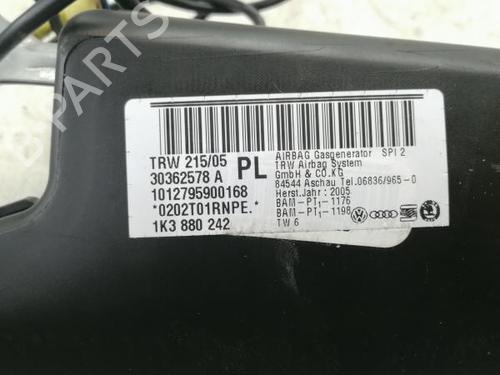 TRW 215/05
30362578 A
1012795900168
*0202T01RNPE.*
1K3 880 242
PL
AIRBAG Gasgenerator SPI 2
TRW Airbag System
GmbH & CO.KG
84544 Aschau Tel.06836/965-0
Herst.Jahr: 2005
BAM-PT1-1176
BAM-PT1-1198
TW 6